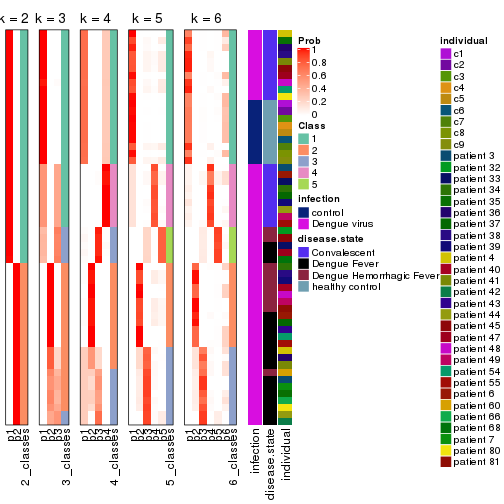 k = 2
k = 3
k = 4
k = 5
k = 6
p1
p2
2_classes
p1
p2
p3
3_classes
p1
p2
p3
p4
4_classes
p1
p2
p3
p4
p5
5_classes
p1
p2
p3
p4
p5
p6
6_classes
infection
disease.state
individual
Prob
1
0.8
0.6
0.4
0.2
0
Class
1
2
3
4
5
infection
control
Dengue virus
disease.state
Convalescent
Dengue Fever
Dengue Hemorrhagic Fever
healthy control
individual
c1
c2
c3
c4
c5
c6
c7
c8
c9
patient 3
patient 32
patient 33
patient 34
patient 35
patient 36
patient 37
patient 38
patient 39
patient 4
patient 40
patient 41
patient 42
patient 43
patient 44
patient 45
patient 47
patient 48
patient 49
patient 54
patient 55
patient 6
patient 60
patient 66
patient 68
patient 7
patient 80
patient 81